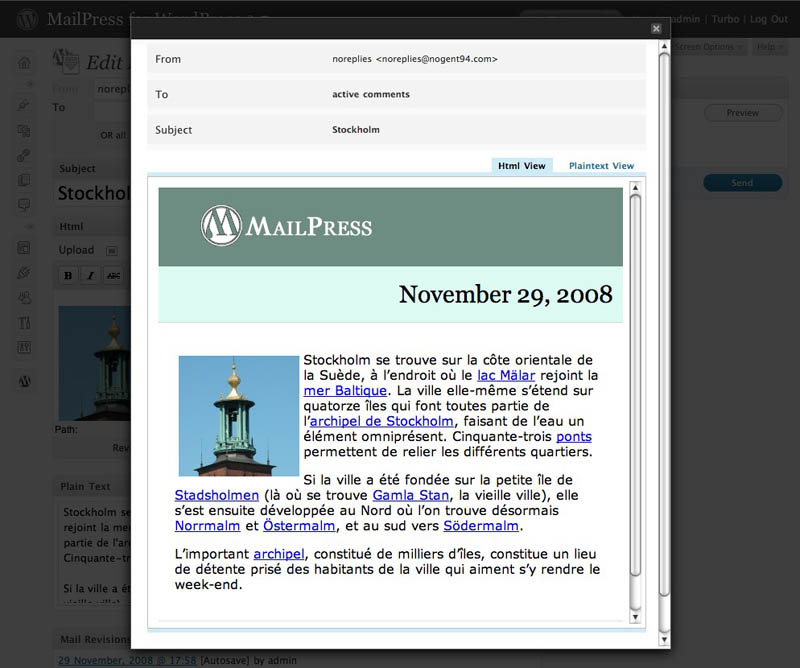 MailPress for WordPress 2.7
admin | Turbo | Log Out
Screen Options
Help
Edit
From
norepl
To
OR all
Preview
Send
Subject
Stockhol
Html
Upload
B I ABC
Path:
Rev
Plain Text
Stockholm se
rejoint la me
partie de l'ar
Cinquante-tr
Si la ville a ét
Mail Revisions
29 November, 2008 @ 17:58 [Autosave] by admin
From noreplies <noreplies@nogent94.com>
To active comments
Subject Stockholm
Html View Plaintext View
MAILPRESS
November 29, 2008
Stockholm se trouve sur la côte orientale de
la Suède, à l’endroit où le lac Mälar rejoint la
mer Baltique. La ville elle-même s’étend sur
quatorze îles qui font toutes partie de
l’archipel de Stockholm, faisant de l’eau un
élément omniprésent. Cinquante-trois ponts
permettent de relier les différents quartiers.
Si la ville a été fondée sur la petite île de
Stadsholmen (là où se trouve Gamla Stan, la vieille ville), elle
s’est ensuite développée au Nord où l’on trouve désormais
Norrmalm et Östermalm, et au sud vers Södermalm.
L’important archipel, constitué de milliers d’îles, constitue un lieu
de détente prisé des habitants de la ville qui aiment s’y rendre le
week-end.